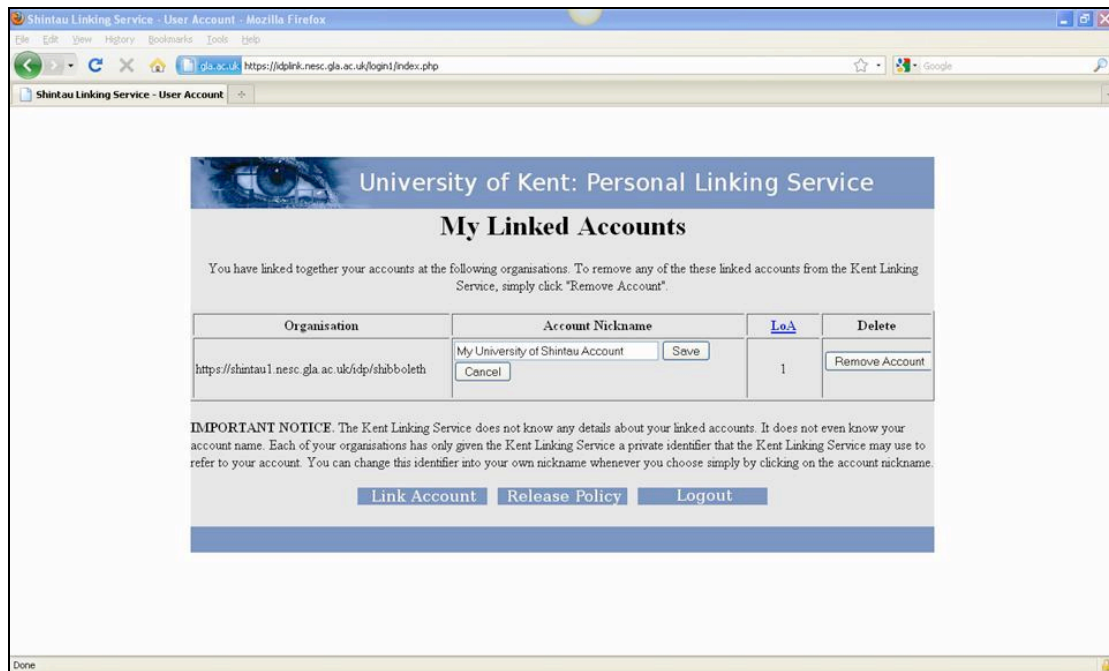 Shintau Linking Service - User Account - Mozilla Firefox
File Edit View History Bookmarks Tools Help
gla.ac.uk https://idplink.nesc.gla.ac.uk/login1/index.php
Google
Shintau Linking Service - User Account
University of Kent: Personal Linking Service
My Linked Accounts
You have linked together your accounts at the following organisations. To remove any of the these linked accounts from the Kent Linking
Service, simply click "Remove Account".
Organisation Account Nickname LoA Delete
My University of Shintau Account Save
https://shintau1.nesc.gla.ac.uk/idp/shibboleth Cancel 1 Remove Account
IMPORTANT NOTICE. The Kent Linking Service does not know any details about your linked accounts. It does not even know your
account name. Each of your organisations has only given the Kent Linking Service a private identifier that the Kent Linking Service may use to
refer to your account. You can change this identifier into your own nickname whenever you choose simply by clicking on the account nickname.
Link Account Release Policy Logout
Done